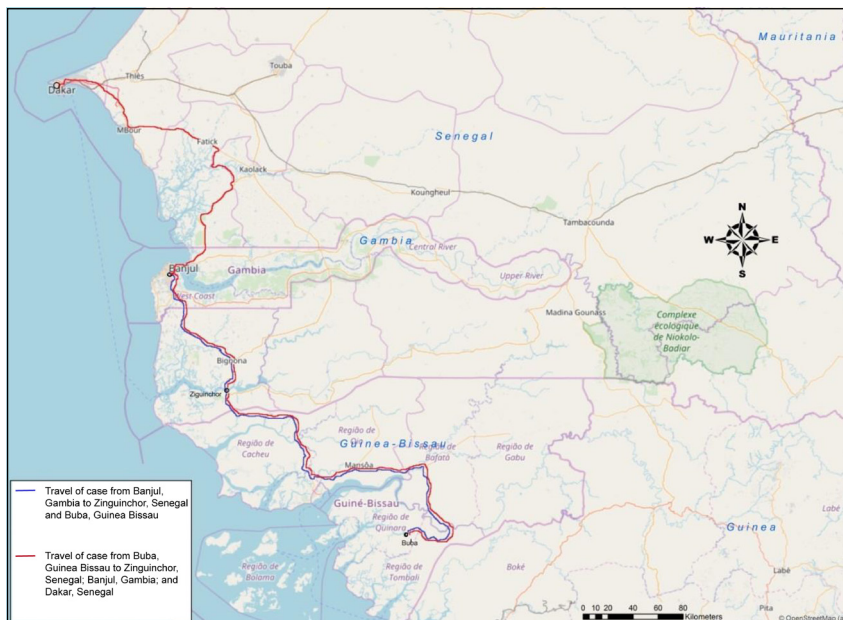 Mauritania
Touba
Thiès
Dakar
MBour
Senegal
Fatick
Kaolack
Koungheul
Tambacounda
N
W
E
S
Gambia
Central River
Banjul
Gambia
Upper River
West Coast
Madina Gounass
Complexe
écologique
de Niokolo-
Badiar
Bignona
Ziguinchor
Região de
Guinea-Bissau
Região de
Cacheu
Região de
Bafatá
Região de
Gabu
Mansôa
Guiné-Bissau
Região de
Quinara
Buba
Guinea
Labé
Região de
Bolama
Região de
Tombali
Boké
Labé
Pita
Travel of case from Banjul,
Gambia to Zinguinchor, Senegal
and Buba, Guinea Bissau
Travel of case from Buba,
Guinea Bissau to Zinguinchor,
Senegal; Banjul, Gambia; and
Dakar, Senegal
0 10 20 40 60 80
Kilometers
© OpenStreetMap